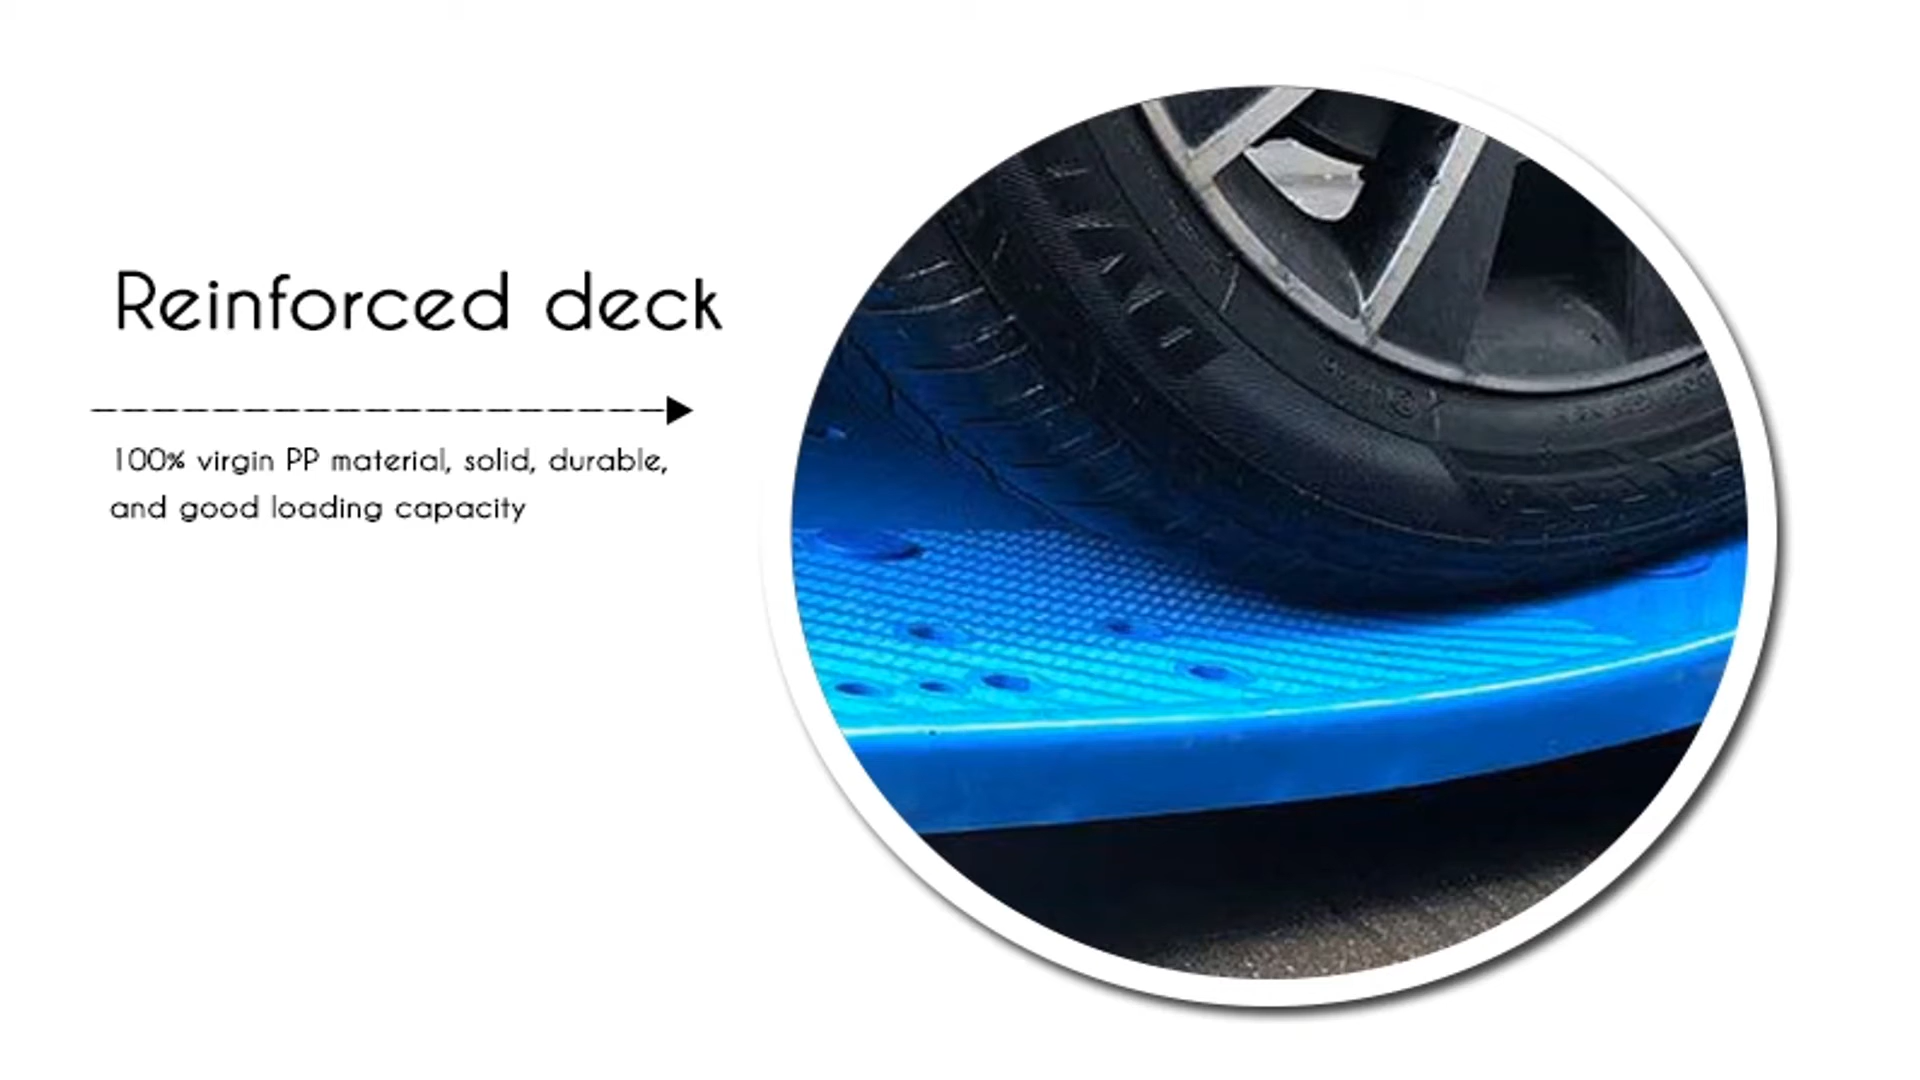 Reinforced deck
100% virgin PP material, solid, durable,
and good loading capacity